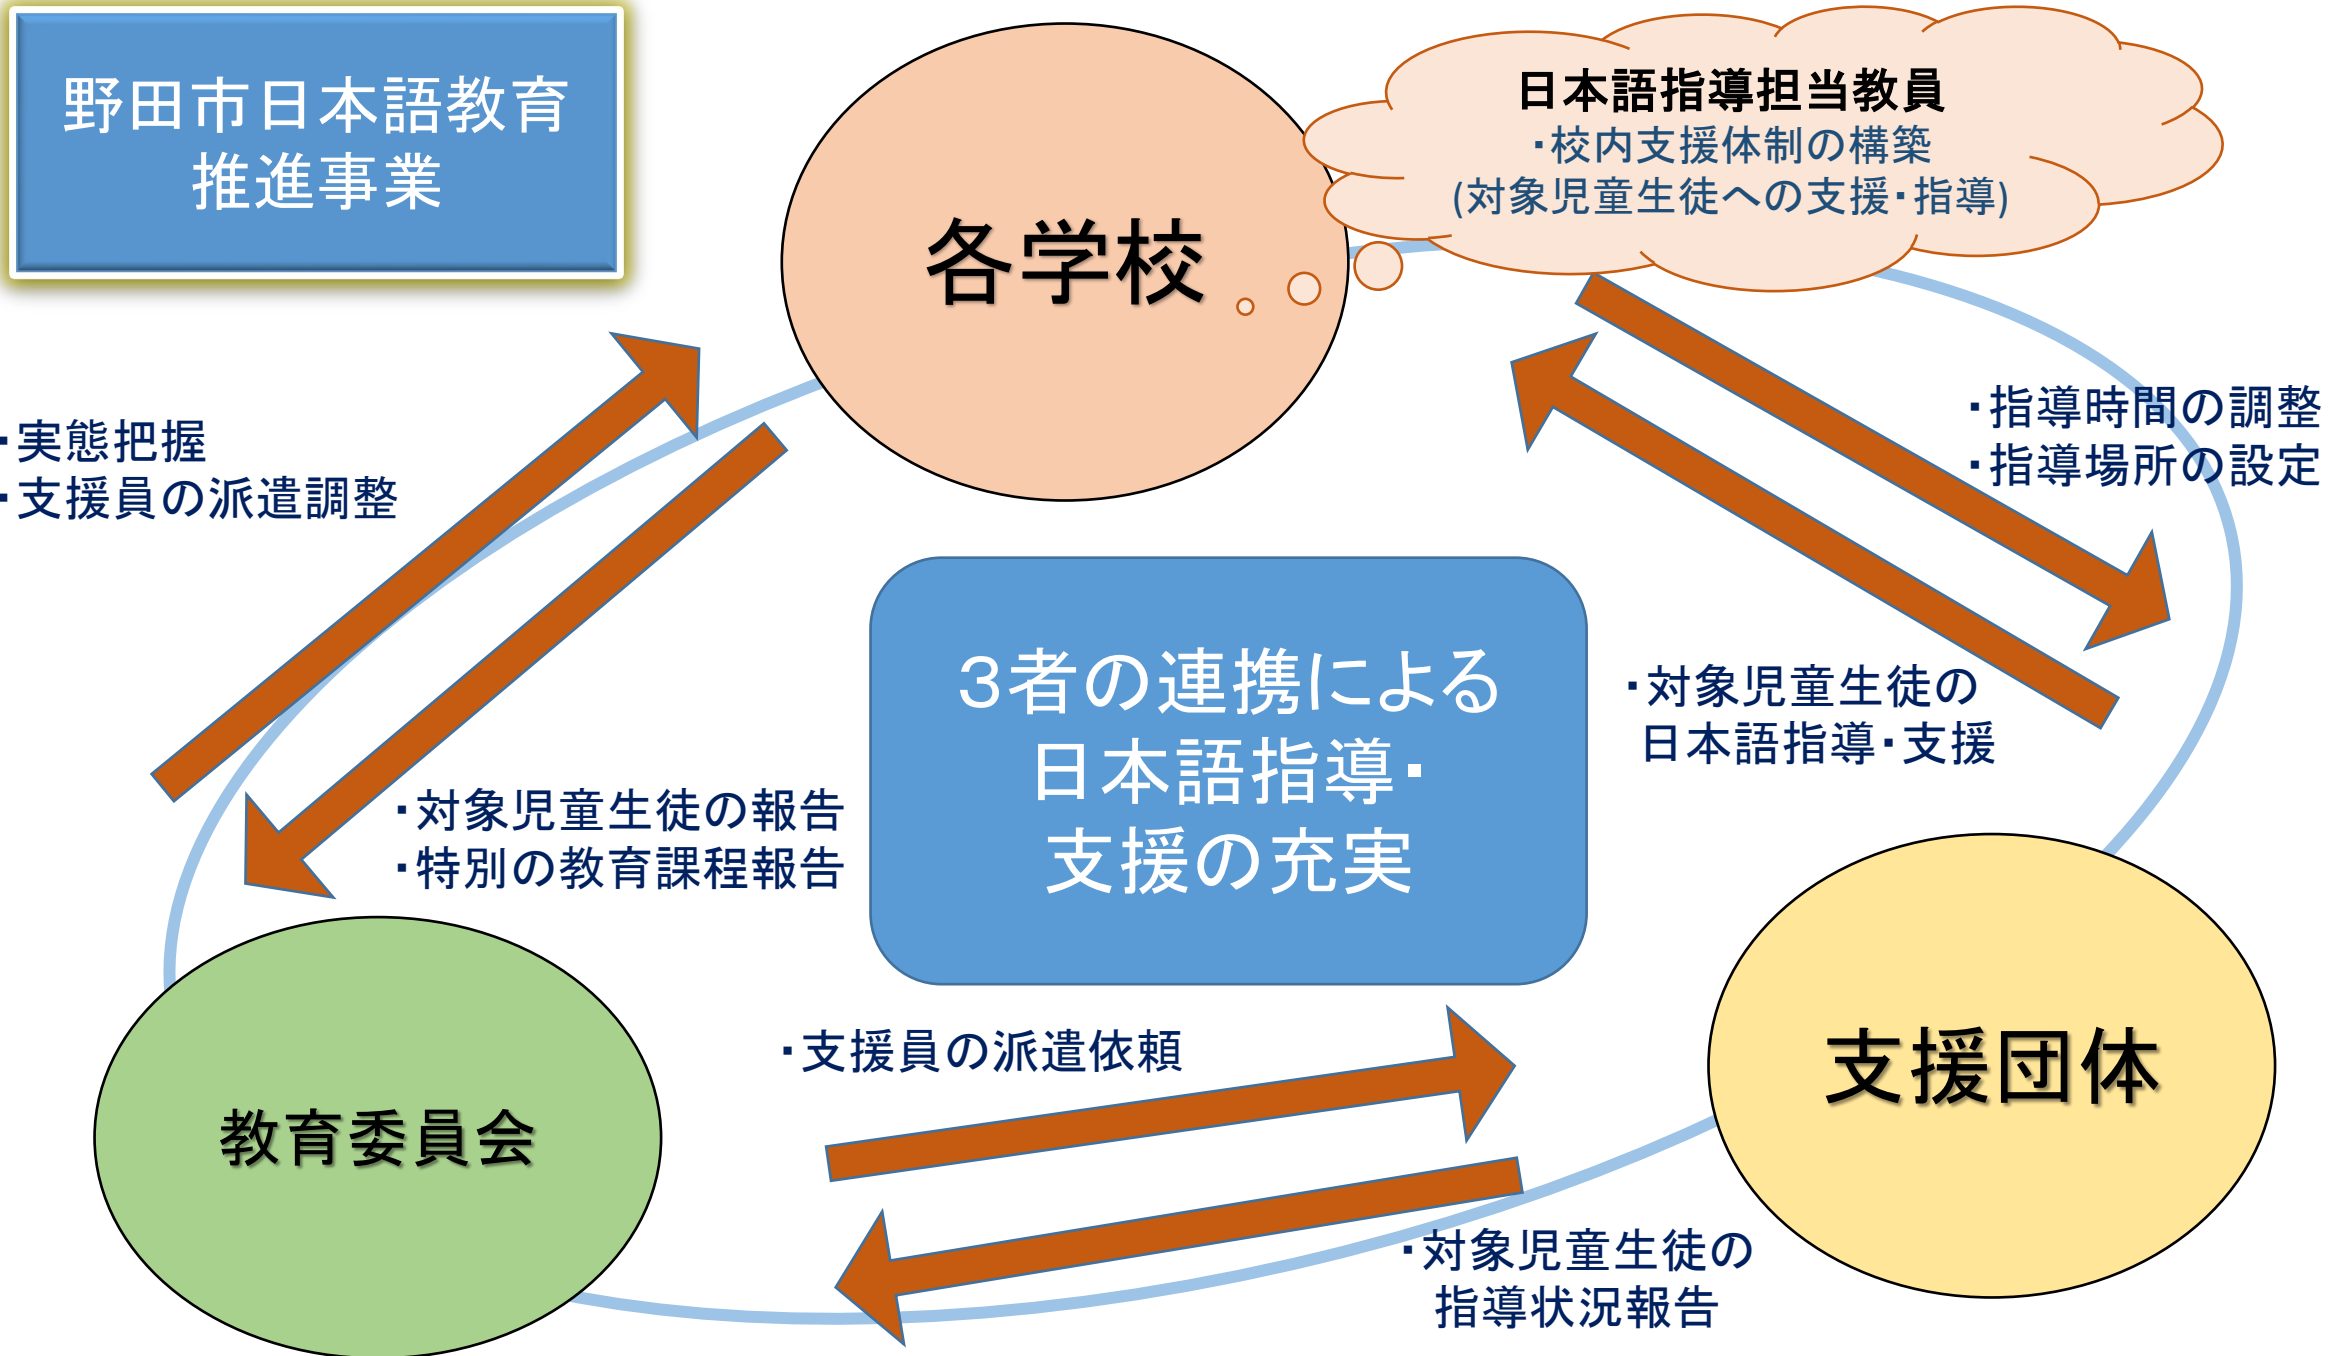 野田市日本語教育
推進事業
各学校
日本語指導担当教員
・校内支援体制の構築
(対象児童生徒への支援・指導)
・実態把握
・支援員の派遣調整
・指導時間の調整
・指導場所の設定
3者の連携による
日本語指導・
支援の充実
・対象児童生徒の
日本語指導・支援
・対象児童生徒の報告
・特別の教育課程報告
教育委員会
・支援員の派遣依頼
支援団体
・対象児童生徒の
指導状況報告